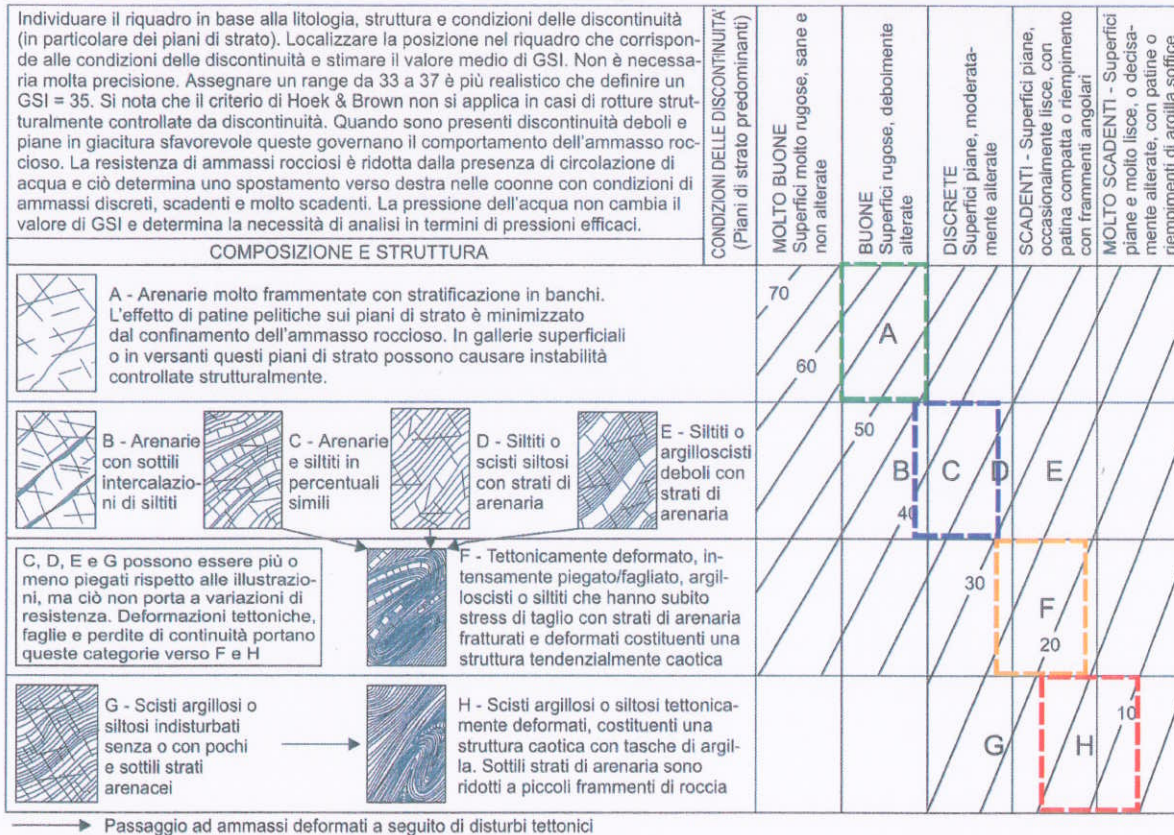 Individuare il riquadro in base alla litologia, struttura e condizioni delle discontinuità
(in particolare dei piani di strato). Localizzare la posizione nel riquadro che corrispon-
de alle condizioni delle discontinuità e stimare il valore medio di GSI. Non è necessa-
ria molta precisione. Assegnare un range da 33 a 37 è più realistico che definire un
GSI = 35. Si nota che il criterio di Hoek & Brown non si applica in casi di rotture strut-
turalmente controllate da discontinuità. Quando sono presenti discontinuità deboli e
piane in giacitura sfavorevole queste governano il comportamento dell'ammasso roc-
cioso. La resistenza di ammassi rocciosi è ridotta dalla presenza di circolazione di
acqua e ciò determina uno spostamento verso destra nelle coonne con condizioni di
ammassi discreti, scadenti e molto scadenti. La pressione dell'acqua non cambia il
valore di GSI e determina la necessità di analisi in termini di pressioni efficaci.
CONDIZIONI DELLE DISCONTINUITA'
(Piani di strato predominanti)
MOLTO BUONE
Superfici molto rugose, sane e
non alterate
BUONE
Superfici rugose, debolmente
alterate
DISCRETE
Superfici piane, moderata-
mente alterate
SCADENTI - Superfici piane,
occasionalmente lisce, con
patina compatta o riempimento
con frammenti angolari
MOLTO SCADENTI - Superfici
piane e molto lisce, o decisa-
mente alterate, con patine o
riempimenti di argilla soffice
COMPOSIZIONE E STRUTTURA
A - Arenarie molto frammentate con stratificazione in banchi.
L'effetto di patine pelitiche sui piani di strato è minimizzato
dal confinamento dell'ammasso roccioso. In gallerie superficiali
o in versanti questi piani di strato possono causare instabilità
controllate strutturalmente.
70
A
60
B - Arenarie
con sottili
intercalazio-
ni di siltiti
C - Arenarie
e siltiti in
percentuali
simili
D - Siltiti o
scisti siltosi
con strati di
arenaria
E - Siltiti o
argilloscisti
deboli con
strati di
arenaria
50
B
C
D
E
40
C, D, E e G possono essere più o
meno piegati rispetto alle illustrazio-
ni, ma ciò non porta a variazioni di
resistenza. Deformazioni tettoniche,
faglie e perdite di continuità portano
queste categorie verso F e H
F - Tettonicamente deformato, in-
tensamente piegato/fagliato, argil-
loscisti o siltiti che hanno subito
stress di taglio con strati di arenaria
fratturati e deformati costituenti una
struttura tendenzialmente caotica
30
F
20
G - Scisti argillosi o
siltosi indisturbati
senza o con pochi
e sottili strati
arenacei
H - Scisti argillosi o siltosi tettonica-
mente deformati, costituenti una
struttura caotica con tasche di argil-
la. Sottili strati di arenaria sono
ridotti a piccoli frammenti di roccia
10
G
H
Passaggio ad ammassi deformati a seguito di disturbi tettonici